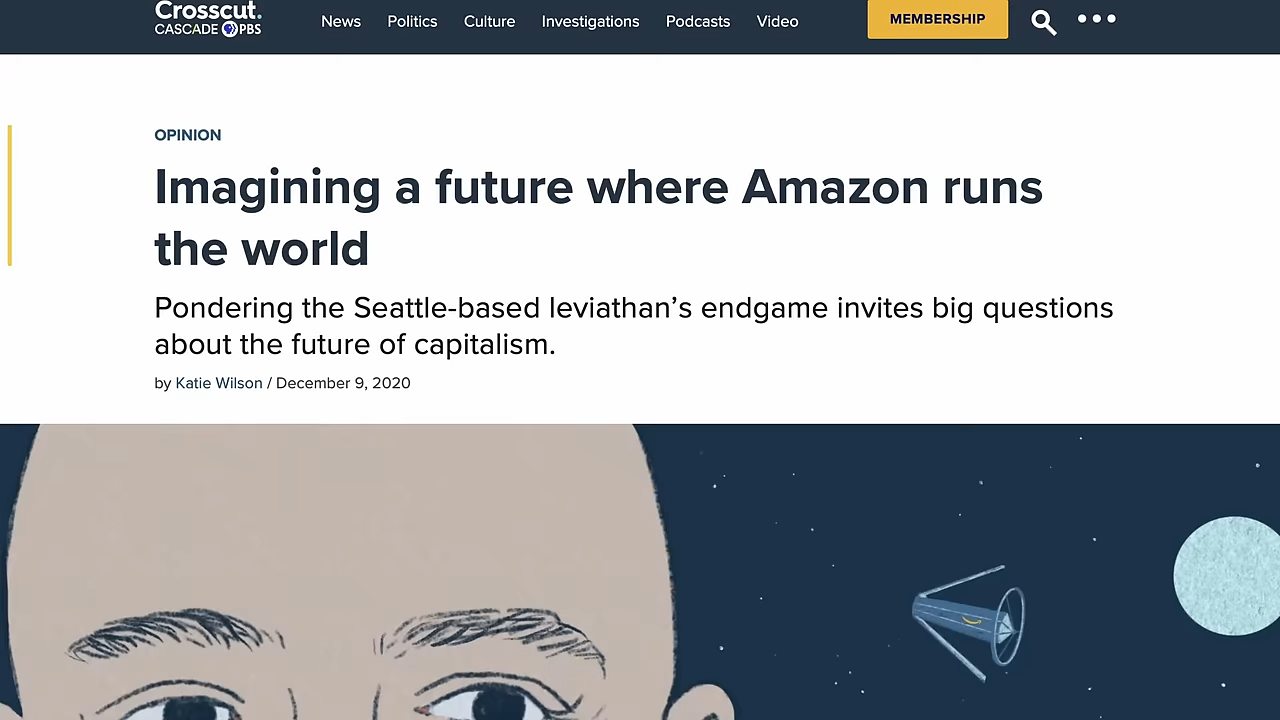 Crosscut.
CASCADE PBS
News Politics Culture Investigations Podcasts Video
MEMBERSHIP
OPINION
Imagining a future where Amazon runs
the world
Pondering the Seattle-based leviathan’s endgame invites big questions
about the future of capitalism.
by Katie Wilson / December 9, 2020